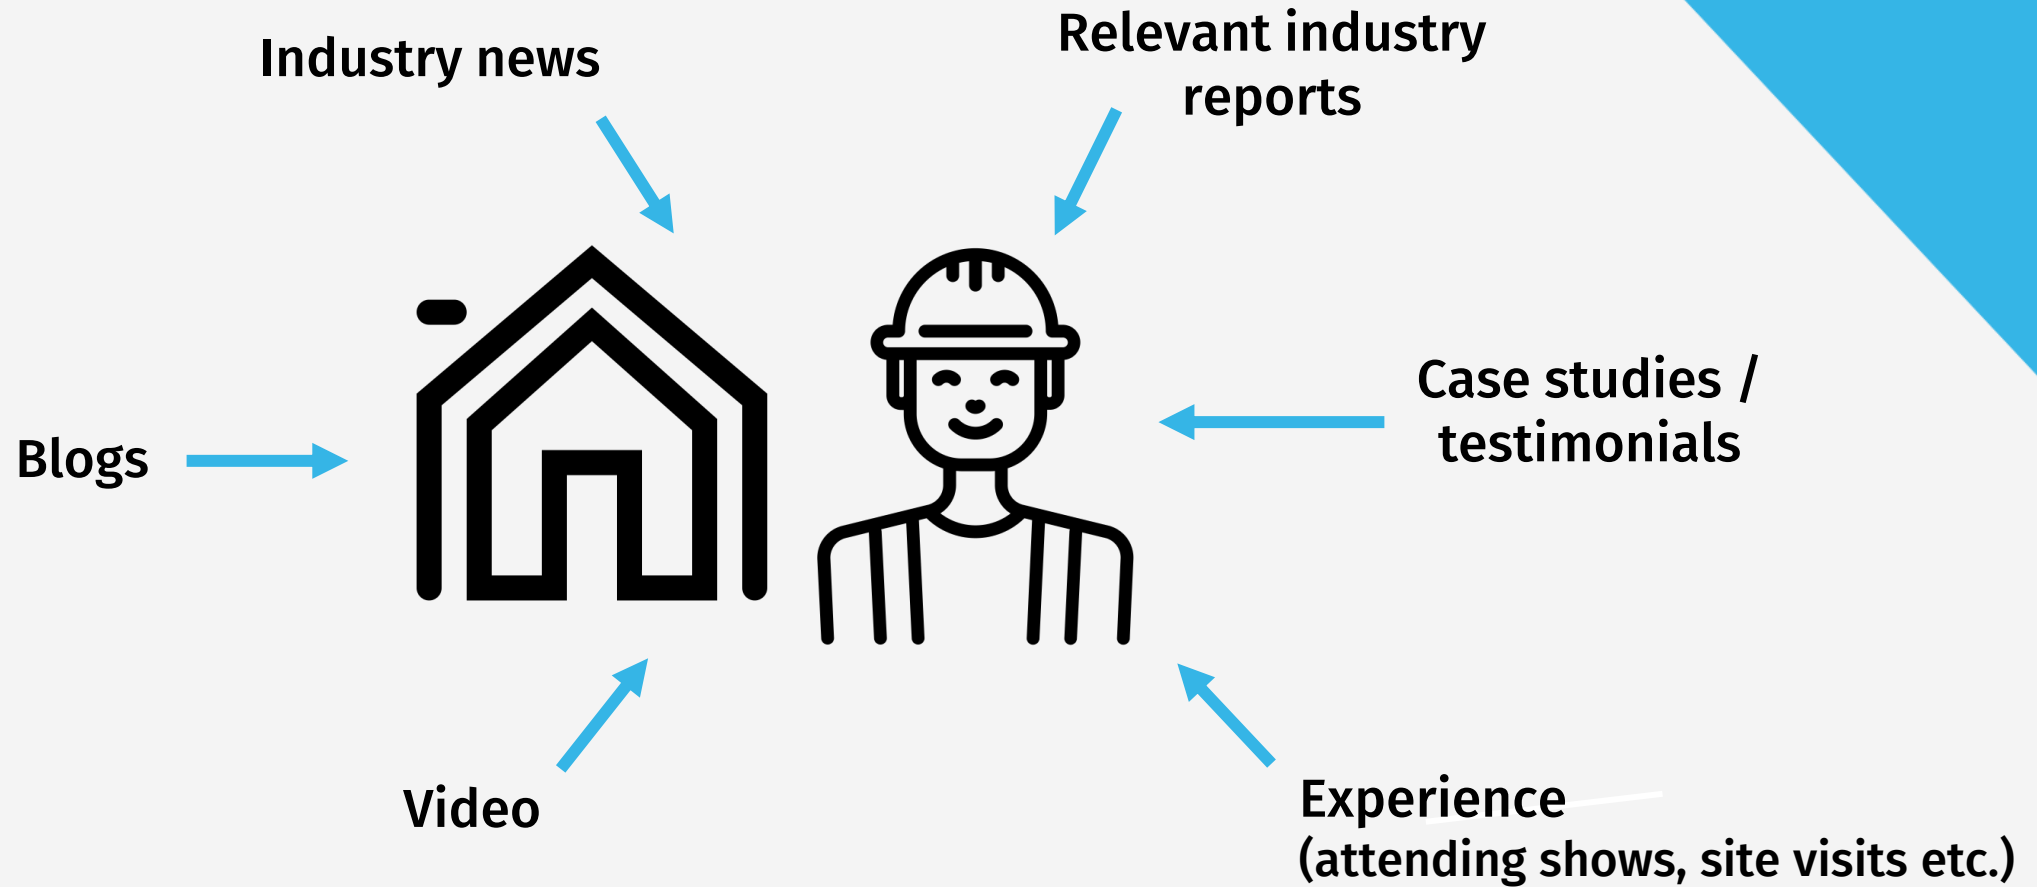 Industry news
Relevant industry
reports
Case studies /
testimonials
Blogs
Video
Experience
(attending shows, site visits etc.)